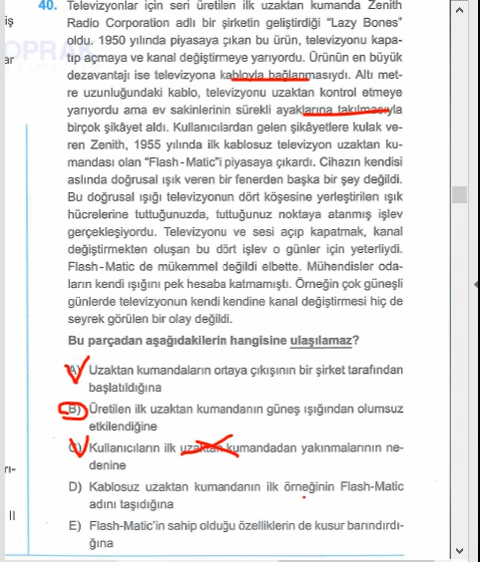 40. Televizyonlar için seri üretilen ilk uzaktan kumanda Zenith
Radio Corporation adlı bir şirketin geliştirdiği “Lazy Bones”
oldu. 1950 yılında piyasaya çıkan bu ürün, televizyonu kapa-
tıp açmaya ve kanal değiştirmeye yarıyordu. Ürünün en büyük
dezavantajı ise televizyona kabloyla bağlanmasıydı. Altı met-
re uzunluğundaki kablo, televizyonu uzaktan kontrol etmeye
yarıyordu ama ev sakinlerinin sürekli ayaklarına takılmasıyla
birçok şikâyet aldı. Kullanıcılardan gelen şikâyetlere kulak ve-
ren Zenith, 1955 yılında ilk kablosuz televizyon uzaktan ku-
mandası olan “Flash-Matic”i piyasaya çıkardı. Cihazın kendisi
aslında doğrusal ışık veren bir fenerden başka bir şey değildi.
Bu doğrusal ışığı televizyonun dört köşesine yerleştirilen ışık
hücrelerine tuttuğunuzda, tuttuğunuz noktaya atanmış işlev
gerçekleşiyordu. Televizyonu ve sesi açıp kapatmak, kanal
değiştirmekten oluşan bu dört işlev o günler için yeterliydi.
Flash-Matic de mükemmel değildi elbette. Mühendisler oda-
ların kendi ışığını pek hesaba katmamıştı. Örneğin çok güneşli
günlerde televizyonun kendi kendine kanal değiştirmesi hiç de
seyrek görülen bir olay değildi.
Bu parçadan aşağıdakilerin hangisine ulaşılamaz?
A) Uzaktan kumandaların ortaya çıkışının bir şirket tarafından
başlatıldığına
B) Üretilen ilk uzaktan kumandanın güneş ışığından olumsuz
etkilendiğine
C) Kullanıcıların ilk uzaktan kumandadan yakınmalarının ne-
denine
D) Kablosuz uzaktan kumandanın ilk örneğinin Flash-Matic
adını taşıdığına
E) Flash-Matic'in sahip olduğu özelliklerin de kusur barındırdı-
ğına
iş
OPRAK
ar
rı-
II